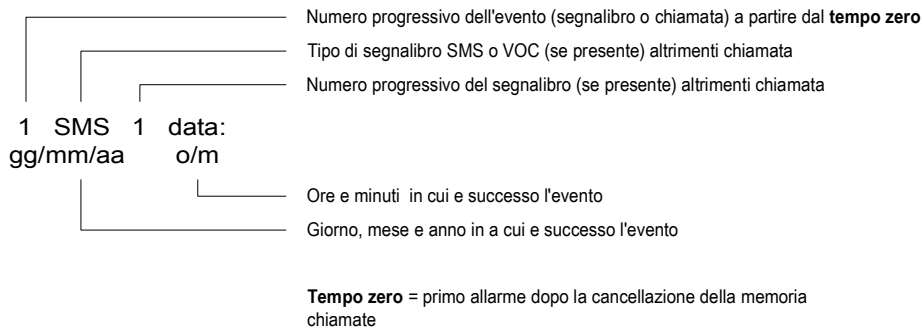 Numero progressivo dell'evento (segnalibro o chiamata) a partire dal tempo zero
Tipo di segnalibro SMS o VOC (se presente) altrimenti chiamata
Numero progressivo del segnalibro (se presente) altrimenti chiamata
1 SMS 1 data:
gg/mm/aa o/m
Ore e minuti in cui e successo l'evento
Giorno, mese e anno in a cui e successo l'evento
Tempo zero = primo allarme dopo la cancellazione della memoria
chiamate